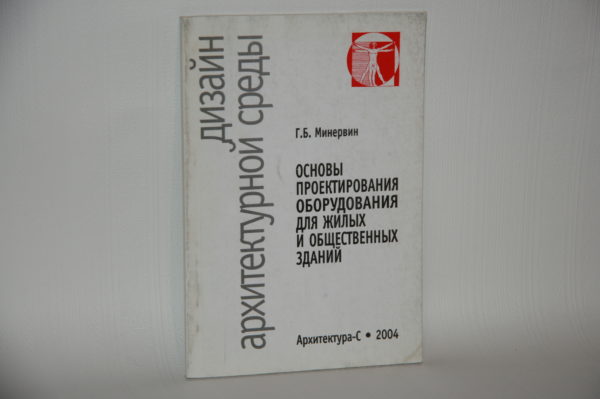 дизайн
архитектурной среды
Г.Б. Минервин
ОСНОВЫ
ПРОЕКТИРОВАНИЯ
ОБОРУДОВАНИЯ
ДЛЯ ЖИЛЫХ
И ОБЩЕСТВЕННЫХ
ЗДАНИЙ
Архитектура-С • 2004